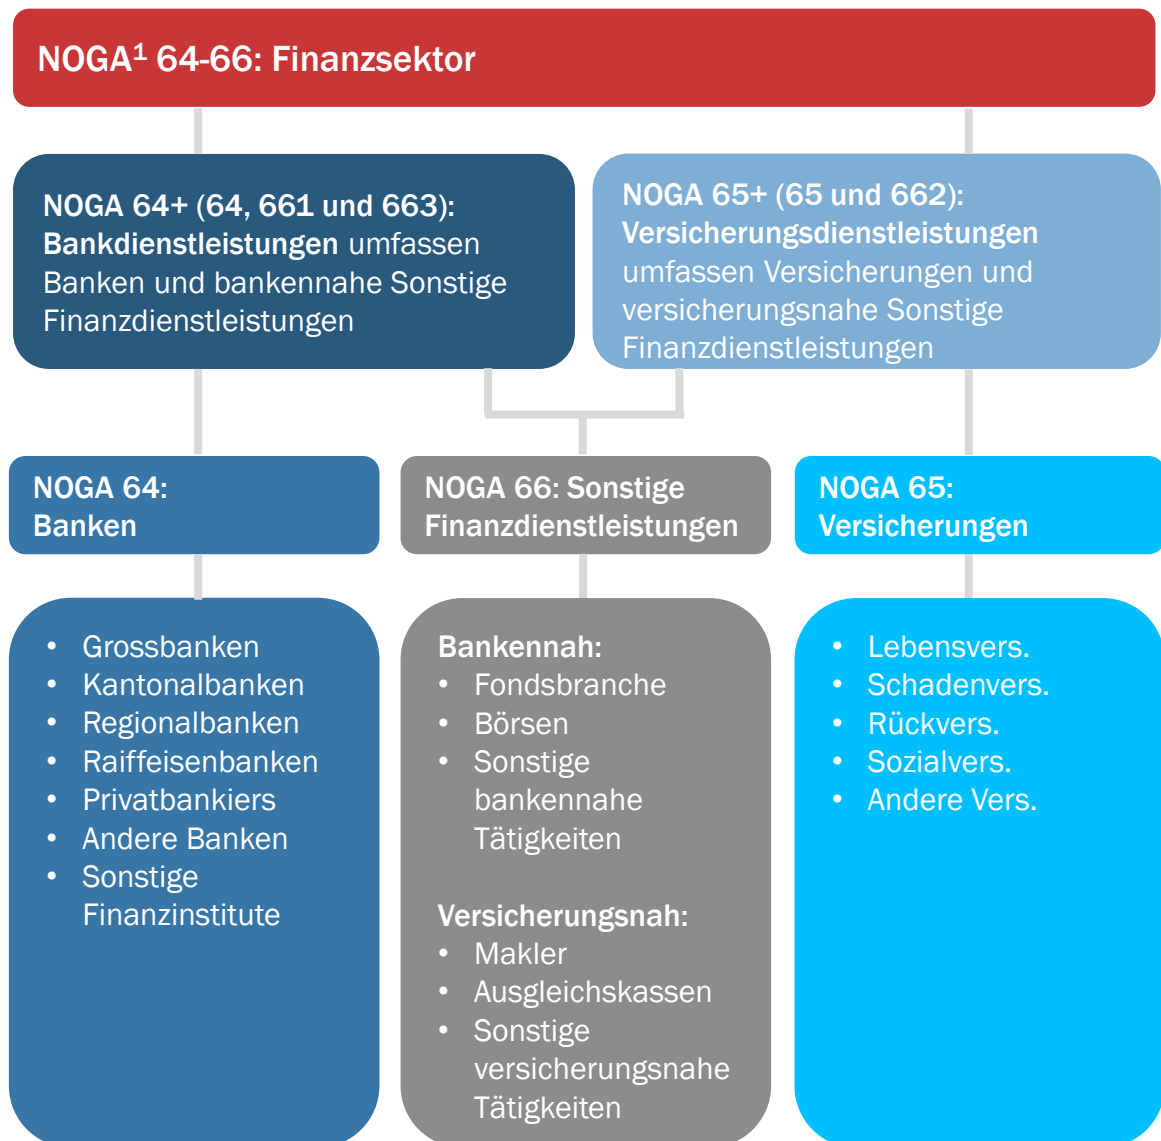 NOGA¹ 64-66: Finanzsektor
NOGA 64+ (64, 661 und 663):
Bankdienstleistungen umfassen
Banken und bankennahe Sonstige
Finanzdienstleistungen
NOGA 65+ (65 und 662):
Versicherungsdienstleistungen
umfassen Versicherungen und
versicherungsnahe Sonstige
Finanzdienstleistungen
NOGA 64:
Banken
NOGA 66: Sonstige
Finanzdienstleistungen
NOGA 65:
Versicherungen
• Grossbanken
• Kantonalbanken
• Regionalbanken
• Raiffeisenbanken
• Privatbankiers
• Andere Banken
• Sonstige
Finanzinstitute
Bankennah:
• Fondsbranche
• Börsen
• Sonstige
bankennahe
Tätigkeiten
Versicherungsnah:
• Makler
• Ausgleichskassen
• Sonstige
versicherungsnahe
Tätigkeiten
• Lebensvers.
• Schadenvers.
• Rückvers.
• Sozialvers.
• Andere Vers.